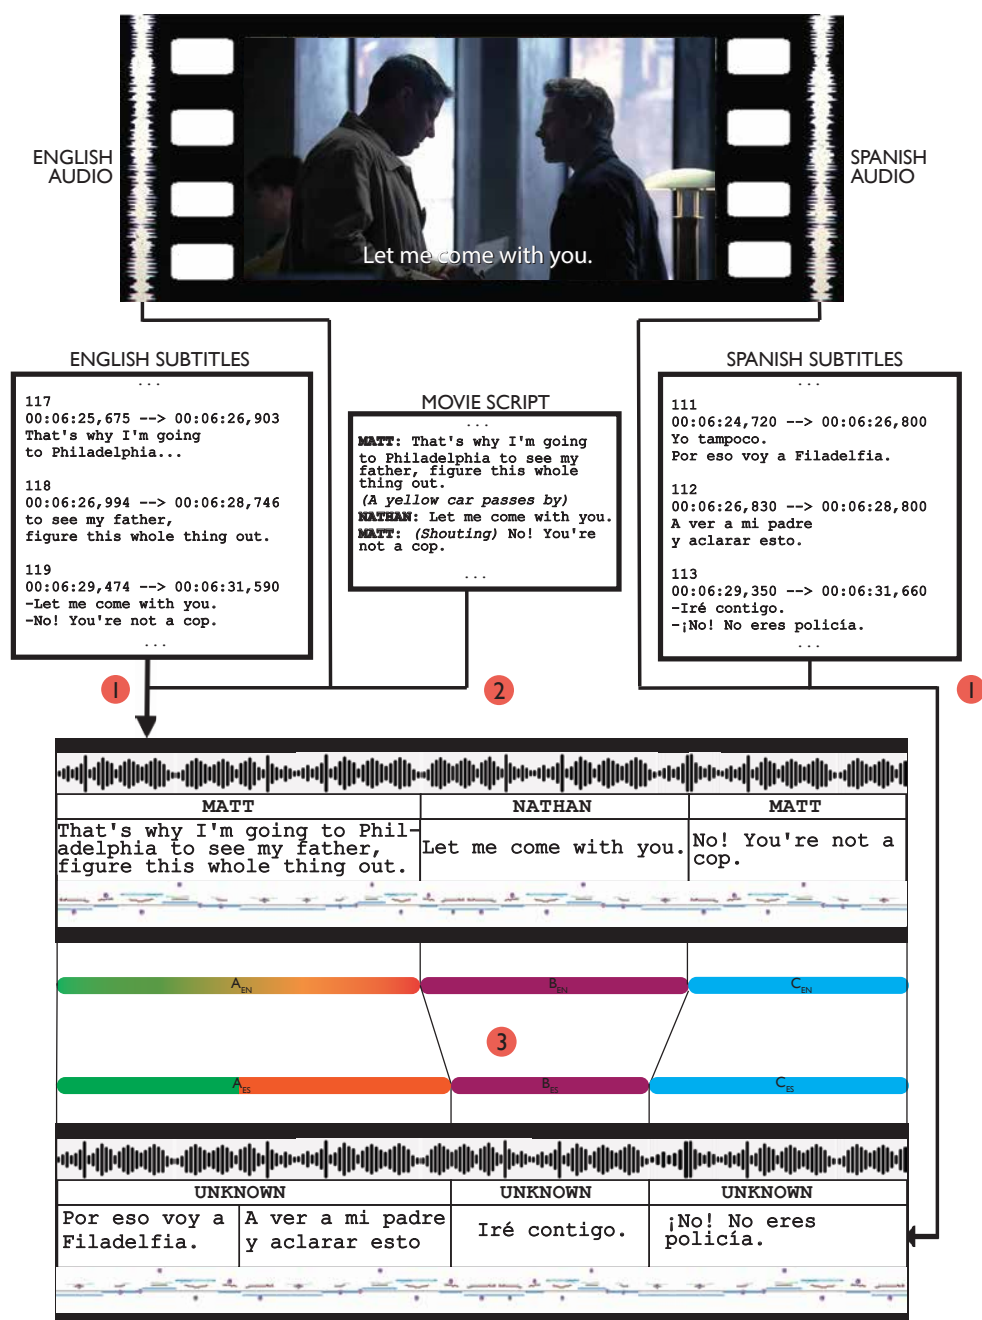 ENGLISH
AUDIO
SPANISH
AUDIO
Let me come with you.
ENGLISH SUBTITLES
...
117
00:06:25,675 --> 00:06:26,903
That's why I'm going
to Philadelphia...
118
00:06:26,994 --> 00:06:28,746
to see my father,
figure this whole thing out.
119
00:06:29,474 --> 00:06:31,590
-Let me come with you.
-No! You're not a cop.
...
MOVIE SCRIPT
...
MATT: That's why I'm going
to Philadelphia to see my
father, figure this whole
thing out.
(A yellow car passes by)
NATHAN: Let me come with you.
MATT: (Shouting) No! You're
not a cop.
...
SPANISH SUBTITLES
...
111
00:06:24,720 --> 00:06:26,800
Yo tampoco.
Por eso voy a Filadelfia.
112
00:06:26,830 --> 00:06:28,800
A ver a mi padre
y aclarar esto.
113
00:06:29,350 --> 00:06:31,660
-Iré contigo.
-¡No! No eres policía.
...
1
2
1
MATT
NATHAN
MATT
That's why I'm going to Phil-
adelphia to see my father,
figure this whole thing out.
Let me come with you.
No! You're not a
cop.
A EN
B EN
C EN
3
A ES
B ES
C ES
UNKNOWN
UNKNOWN
UNKNOWN
Por eso voy a
Filadelfia.
A ver a mi padre
y aclarar esto
Iré contigo.
¡No! No eres
policía.